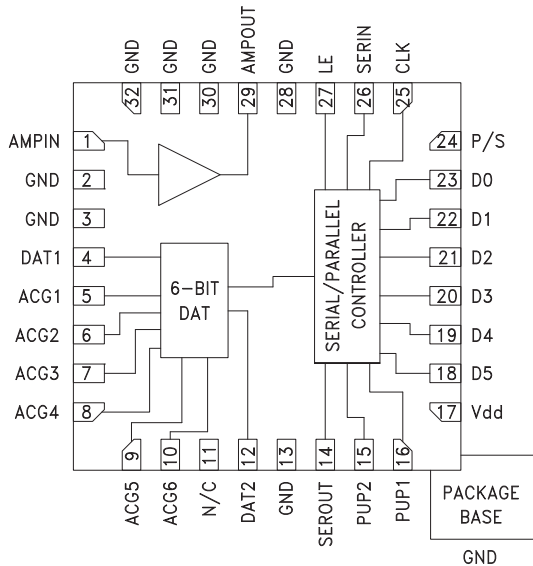 GND
GND
GND
AMPOUT
GND
LE
SERIN
CLK
32
31
30
29
28
27
26
25
AMPIN
1
GND
2
GND
3
DAT1
4
ACG1
5
ACG2
6
ACG3
7
ACG4
8
6-BIT
DAT
SERIAL/PARALLEL
CONTROLLER
24
P/S
23
D0
22
D1
21
D2
20
D3
19
D4
18
D5
17
Vdd
9
10
11
12
13
14
15
16
ACG5
ACG6
N/C
DAT2
GND
SEROUT
PUP2
PUP1
PACKAGE
BASE
GND